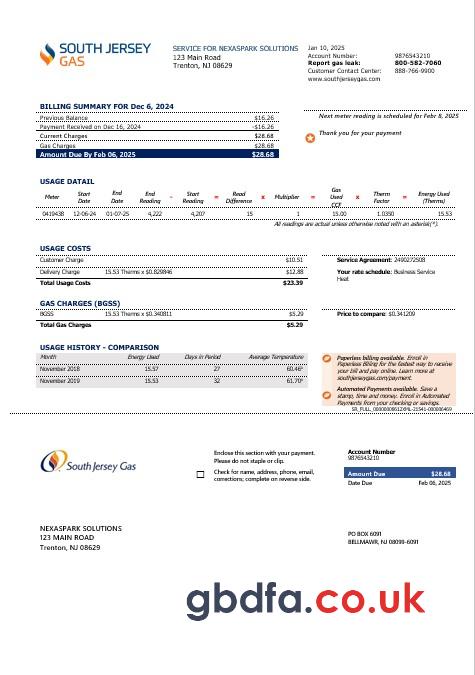 SOUTH JERSEY
GAS
SERVICE FOR NEXASPARK SOLUTIONS
123 Main Road
Trenton, NJ 08629
Jan 10, 2025
Account Number: 9876543210
Report gas leak: 800-582-7060
Customer Contact Center: 888-766-9900
www.southjerseygas.com
BILLING SUMMARY FOR Dec 6, 2024
Previous Balance $16.26
Payment Received on Dec 16, 2024 -$16.26
Current Charges $28.68
Gas Charges $28.68
Amount Due By Feb 06, 2025 $28.68
Next meter reading is scheduled for Febr 8, 2025
Thank you for your payment
USAGE DATAIL
Meter Start Date End Date End Reading - Start Reading = Read Difference x Multiplier = Gas Used CCF x Therm Factor = Energy Used (Therms)
0419438 12-06-24 01-07-25 4,222 4,207 15 1 15.00 1.0350 15.53
All readings are actual unless otherwise noted with an asterisk(*).
USAGE COSTS
Customer Charge $10.51
Delivery Charge 15.53 Therms x $0.829846 $12.88
Total Usage Costs $23.39
Service Agreement: 2490272508
Your rate schedule: Business Service
Heat
GAS CHARGES (BGSS)
BGSS 15.53 Therms x $0.340811 $5.29
Total Gas Charges $5.29
Price to compare: $0.341209
USAGE HISTORY - COMPARISON
Month Energy Used Days in Period Average Temperature
November 2018 15.57 27 60.46°
November 2019 15.53 32 61.70°
Paperless billing available. Enroll in
Paperless Billing for the fastest way to receive
your bill and pay online. Learn more at
southjerseygas.com/payment.
Automated Payments available. Save a
stamp, time and money. Enroll in Automated
Payments from your checking or savings.
South Jersey Gas
Enclose this section with your payment.
Please do not staple or clip.
Check for name, address, phone, email,
corrections; complete on reverse side.
Account Number
9876543210
Amount Due $28.68
Date Due Feb 06, 2025
NEXASPARK SOLUTIONS
123 MAIN ROAD
Trenton, NJ 08629
PO BOX 6091
BELLMAWR, NJ 08099-6091
gbdfa.co.uk